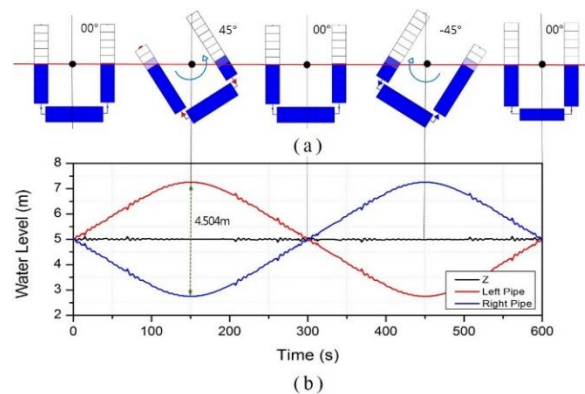 00° 45° 00° -45° 00°
(a)
8
7
6
5
4
3
2
Water Level (m)
4.504m
Z
Left Pipe
Right Pipe
0 100 200 300 400 500 600
Time (s)
(b)